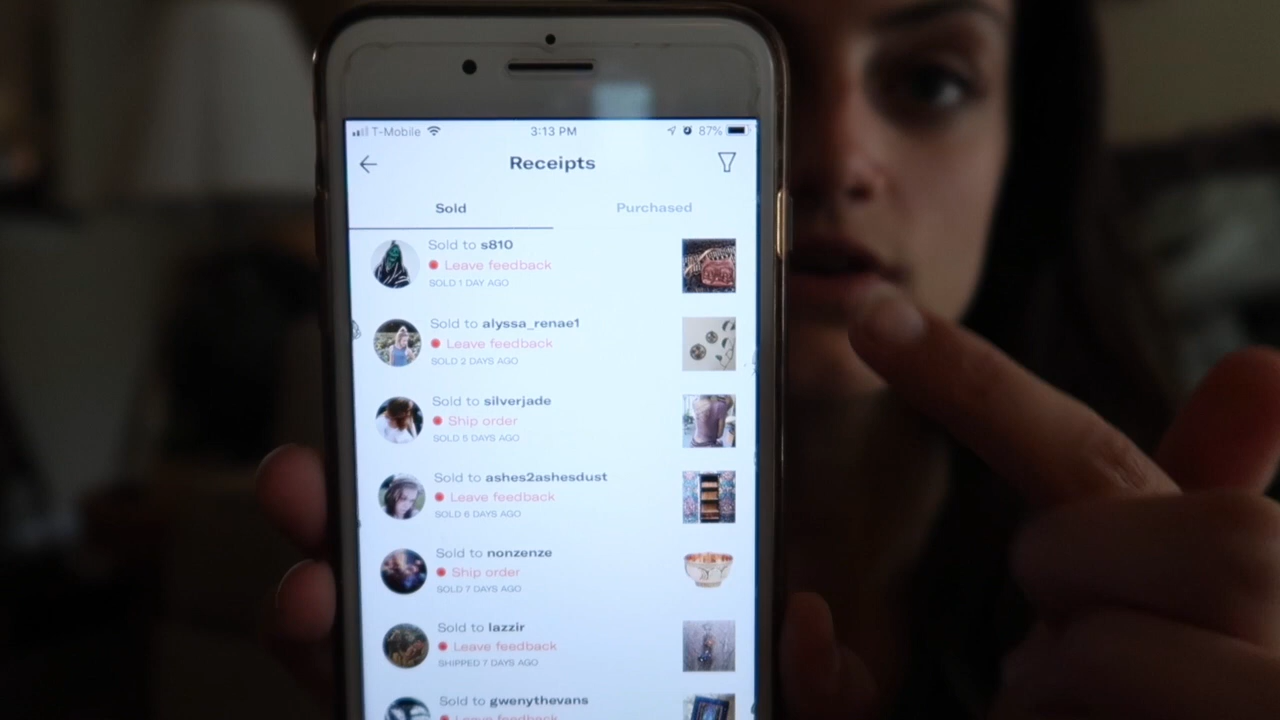 T-Mobile 3:13 PM 87%
Receipts
Sold Purchased
Sold to s810
Leave feedback
SOLD 1 DAY AGO
Sold to alyssa_renae1
Leave feedback
SOLD 2 DAYS AGO
Sold to silverjade
Ship order
SOLD 5 DAYS AGO
Sold to ashes2ashesdust
Leave feedback
SOLD 6 DAYS AGO
Sold to nonzenze
Ship order
SOLD 7 DAYS AGO
Sold to lazzir
Leave feedback
SHIPPED 7 DAYS AGO
Sold to gwenythevans
Leave feedback